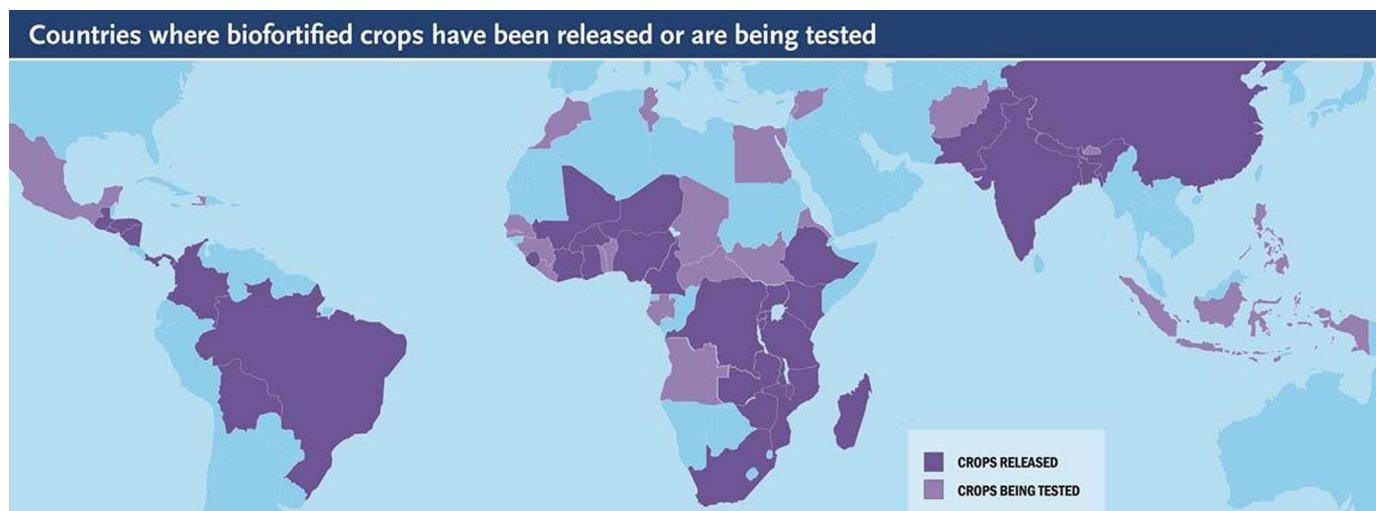 Countries where biofortified crops have been released or are being tested
CROPS RELEASED
CROPS BEING TESTED